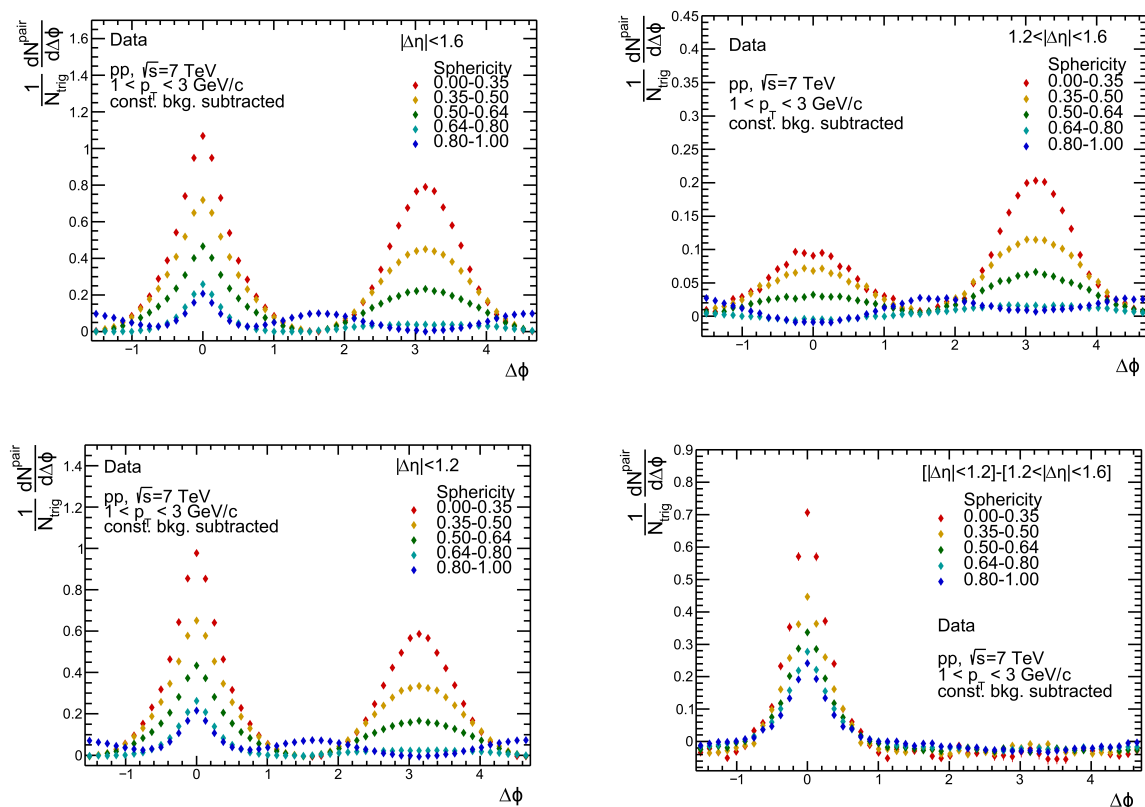 1/N_trig dN^pair/dΔϕ
Data
|Δη|<1.6
pp, √s=7 TeV
1 < p_T < 3 GeV/c
const. bkg. subtracted
Sphericity
0.00-0.35
0.35-0.50
0.50-0.64
0.64-0.80
0.80-1.00
1.6
1.4
1.2
1
0.8
0.6
0.4
0.2
0
−1 0 1 2 3 4
Δϕ
1/N_trig dN^pair/dΔϕ
Data
1.2<|Δη|<1.6
pp, √s=7 TeV
1 < p_T < 3 GeV/c
const. bkg. subtracted
Sphericity
0.00-0.35
0.35-0.50
0.50-0.64
0.64-0.80
0.80-1.00
0.45
0.4
0.35
0.3
0.25
0.2
0.15
0.1
0.05
0
−1 0 1 2 3 4
Δϕ
1/N_trig dN^pair/dΔϕ
Data
|Δη|<1.2
pp, √s=7 TeV
1 < p_T < 3 GeV/c
const. bkg. subtracted
Sphericity
0.00-0.35
0.35-0.50
0.50-0.64
0.64-0.80
0.80-1.00
1.4
1.2
1
0.8
0.6
0.4
0.2
0
−1 0 1 2 3 4
Δϕ
1/N_trig dN^pair/dΔϕ
[|Δη|<1.2]-[1.2<|Δη|<1.6]
Sphericity
0.00-0.35
0.35-0.50
0.50-0.64
0.64-0.80
0.80-1.00
Data
pp, √s=7 TeV
1 < p_T < 3 GeV/c
const. bkg. subtracted
0.9
0.8
0.7
0.6
0.5
0.4
0.3
0.2
0.1
0
−1 0 1 2 3 4
Δϕ